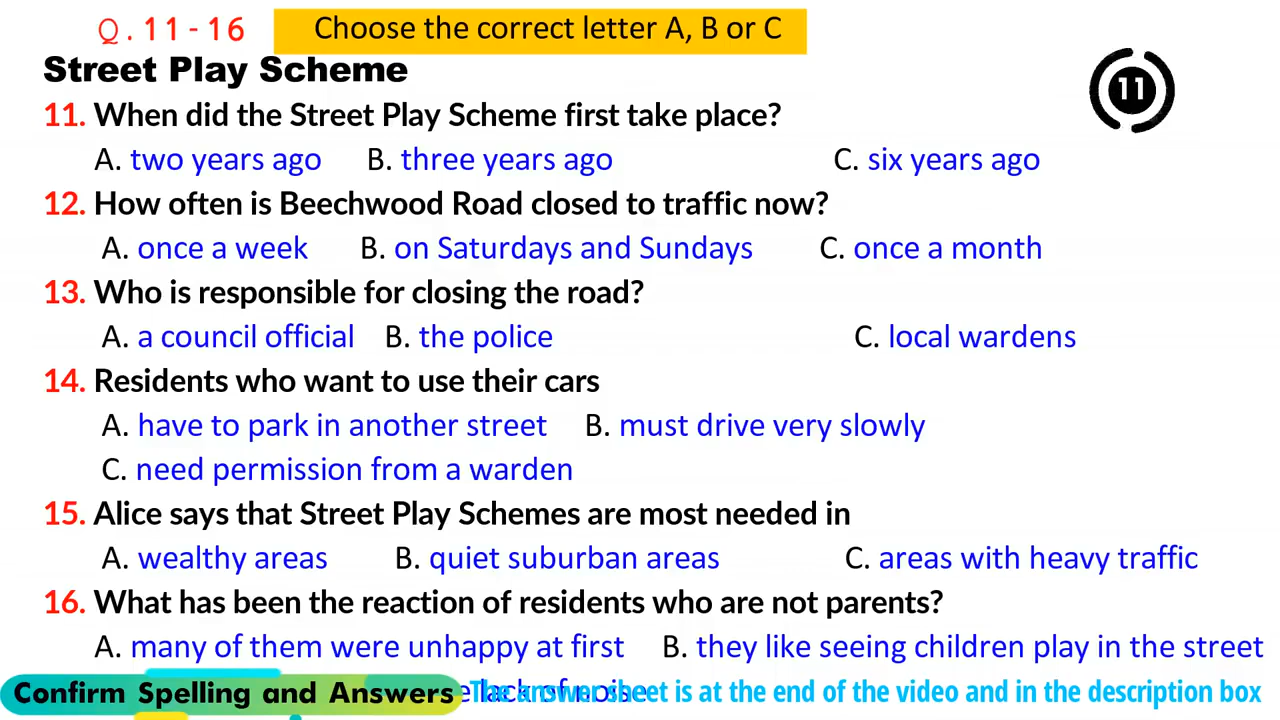 Q.11-16 Choose the correct letter A, B or C
Street Play Scheme
11
11. When did the Street Play Scheme first take place?
A. two years ago B. three years ago C. six years ago
12. How often is Beechwood Road closed to traffic now?
A. once a week B. on Saturdays and Sundays C. once a month
13. Who is responsible for closing the road?
A. a council official B. the police C. local wardens
14. Residents who want to use their cars
A. have to park in another street B. must drive very slowly
C. need permission from a warden
15. Alice says that Street Play Schemes are most needed in
A. wealthy areas B. quiet suburban areas C. areas with heavy traffic
16. What has been the reaction of residents who are not parents?
A. many of them were unhappy at first B. they like seeing children play in the street
lack of noise
Confirm Spelling and Answers The answer sheet is at the end of the video and in the description box